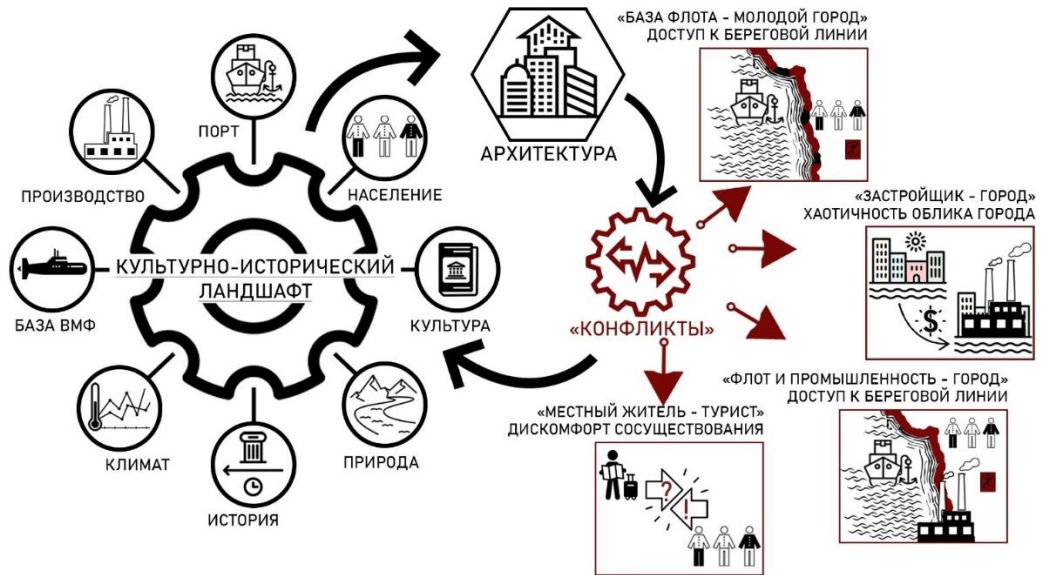 «БАЗА ФЛОТА - МОЛОДОЙ ГОРОД»
ДОСТУП К БЕРЕГОВОЙ ЛИНИИ
ПОРТ
АРХИТЕКТУРА
ПРОИЗВОДСТВО
НАСЕЛЕНИЕ
«ЗАСТРОЙЩИК - ГОРОД»
ХАОТИЧНОСТЬ ОБЛИКА ГОРОДА
КУЛЬТУРНО-ИСТОРИЧЕСКИЙ
ЛАНДШАФТ
БАЗА ВМФ
КУЛЬТУРА
«КОНФЛИКТЫ»
$
«ФЛОТ И ПРОМЫШЛЕННОСТЬ - ГОРОД»
ДОСТУП К БЕРЕГОВОЙ ЛИНИИ
«МЕСТНЫЙ ЖИТЕЛЬ - ТУРИСТ»
ДИСКОМФОРТ СОСУЩЕСТВОВАНИЯ
КЛИМАТ
ПРИРОДА
ИСТОРИЯ
?
!